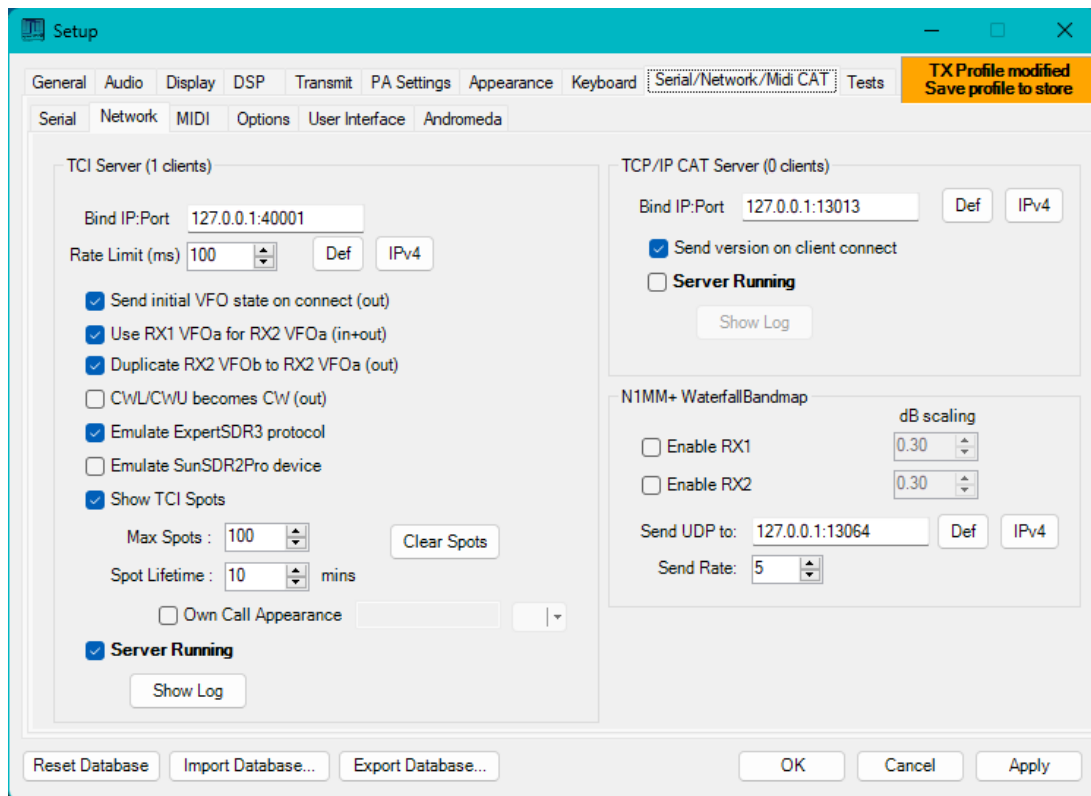 Setup
General Audio Display DSP Transmit PA Settings Appearance Keyboard Serial/Network/Midi CAT Tests
TX Profile modified
Save profile to store
Serial Network MIDI Options User Interface Andromeda
TCI Server (1 clients)
Bind IP:Port 127.0.0.1:40001
Rate Limit (ms) 100 Def IPv4
Send initial VFO state on connect (out)
Use RX1 VFOa for RX2 VFOa (in+out)
Duplicate RX2 VFOb to RX2 VFOa (out)
CWL/CWU becomes CW (out)
Emulate ExpertSDR3 protocol
Emulate SunSDR2Pro device
Show TCI Spots
Max Spots : 100 Clear Spots
Spot Lifetime : 10 mins
Own Call Appearance
Server Running
Show Log
TCP/IP CAT Server (0 clients)
Bind IP:Port 127.0.0.1:13013 Def IPv4
Send version on client connect
Server Running
Show Log
N1MM+ WaterfallBandmap
dB scaling
Enable RX1 0.30
Enable RX2 0.30
Send UDP to: 127.0.0.1:13064 Def IPv4
Send Rate: 5
Reset Database Import Database... Export Database... OK Cancel Apply